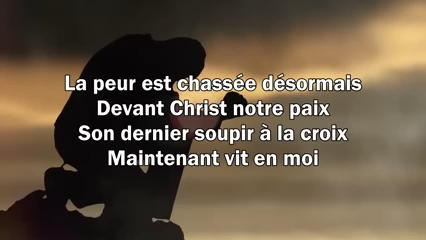 La peur est chassée désormais
Devant Christ notre paix
Son dernier soupir à la croix
Maintenant vit en moi